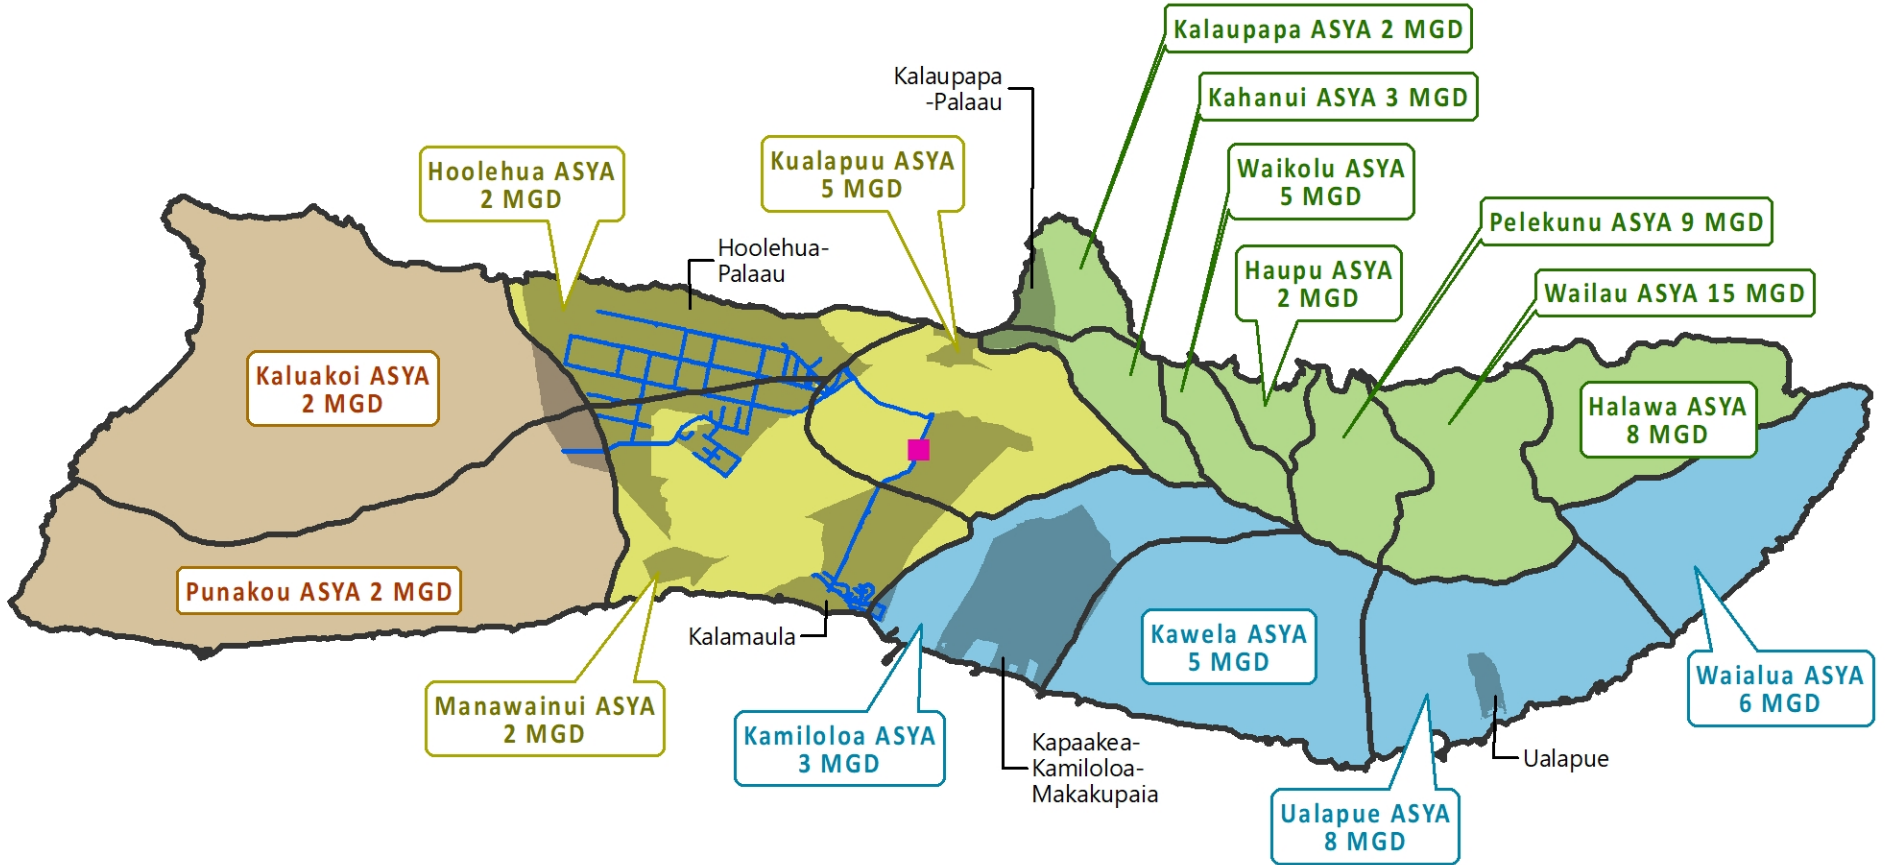 Kalaupapa ASYA 2 MGD
Kalaupapa
-Palaau
Kahanui ASYA 3 MGD
Hoolehua ASYA
2 MGD
Kualapuu ASYA
5 MGD
Waikolu ASYA
5 MGD
Pelekunu ASYA 9 MGD
Hoolehua-
Palaau
Haupu ASYA
2 MGD
Wailau ASYA 15 MGD
Kaluakoi ASYA
2 MGD
Halawa ASYA
8 MGD
Punakou ASYA 2 MGD
Kalamaula
Kawela ASYA
5 MGD
Waialua ASYA
6 MGD
Manawainui ASYA
2 MGD
Kamiloloa ASYA
3 MGD
Kapaakea-
Kamiloloa-
Makakupaia
Ualapue
Ualapue ASYA
8 MGD